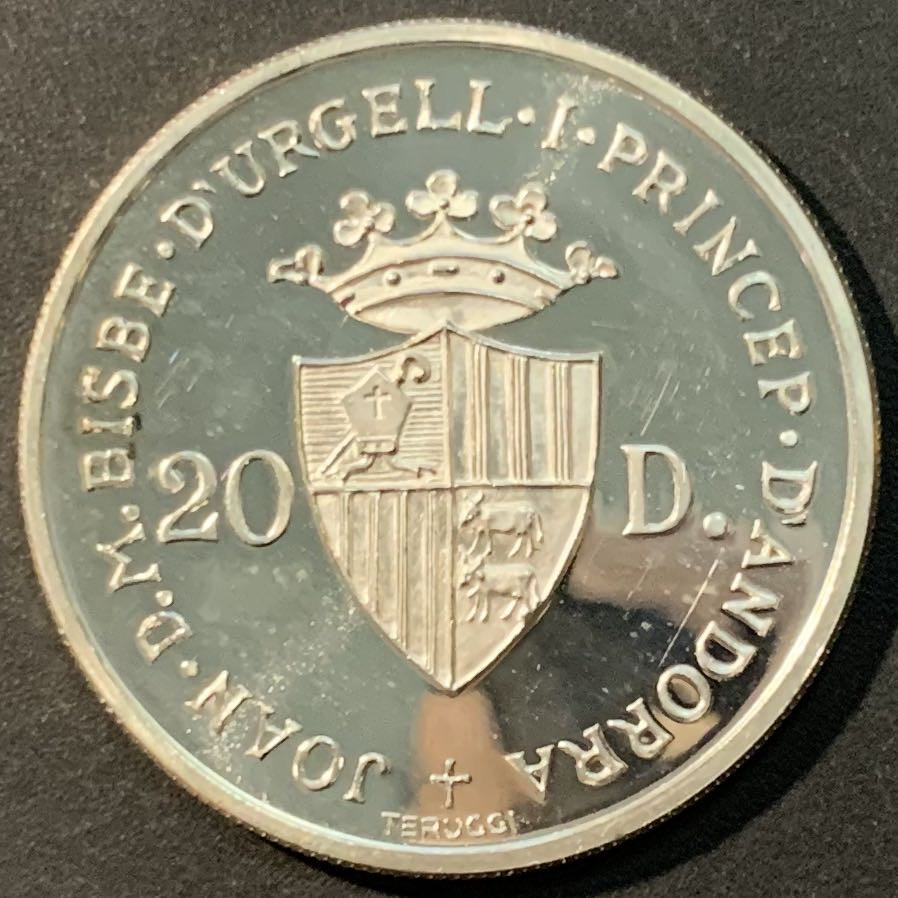 JOAN · D.M. BISBE · D'URGELL · I · PRINCEP · D'ANDORRA
20 D.
TERUGGI